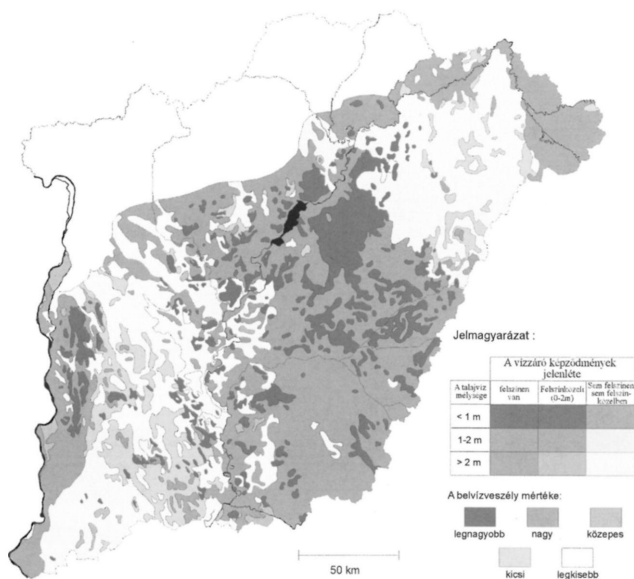 Jelmagyarázat :
A vízzáró képződmények
jelenléte
A talajvíz
mélysége
felszínen
van
Felszínközeli
(0-2m)
Sem felszínen
sem felszín-
közelben
< 1 m
1-2 m
> 2 m
A belvízveszély mértéke:
legnagyobb
nagy
közepes
kicsi
legkisebb
50 km